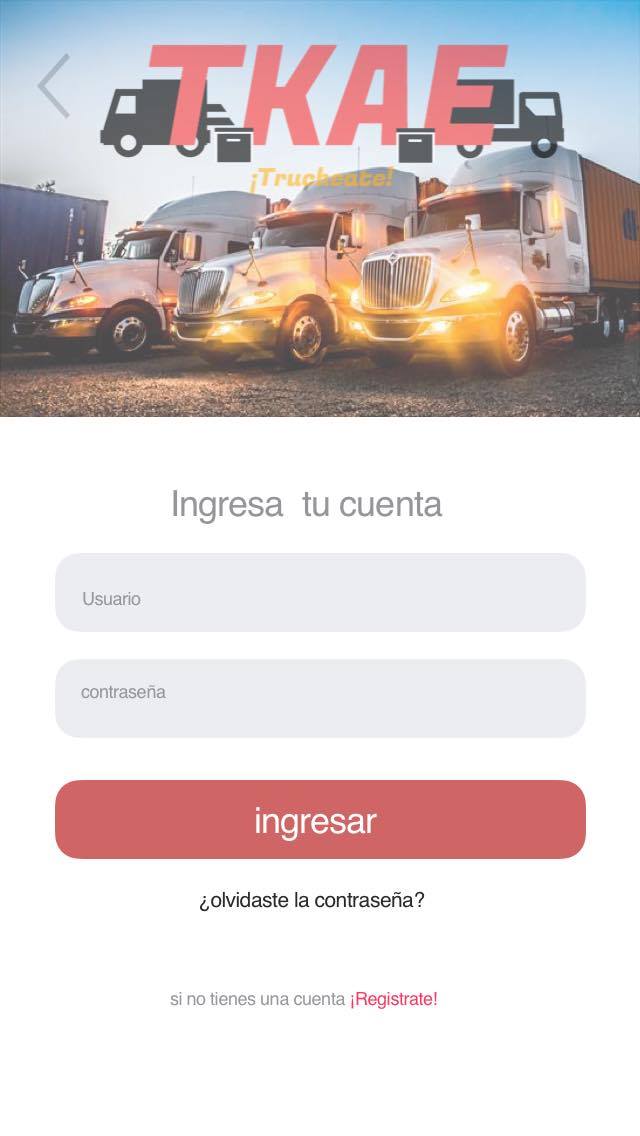 TKAE
¡Truckeate!
Ingresa tu cuenta
Usuario
contraseña
ingresar
¿olvidaste la contraseña?
si no tienes una cuenta ¡Registrate!